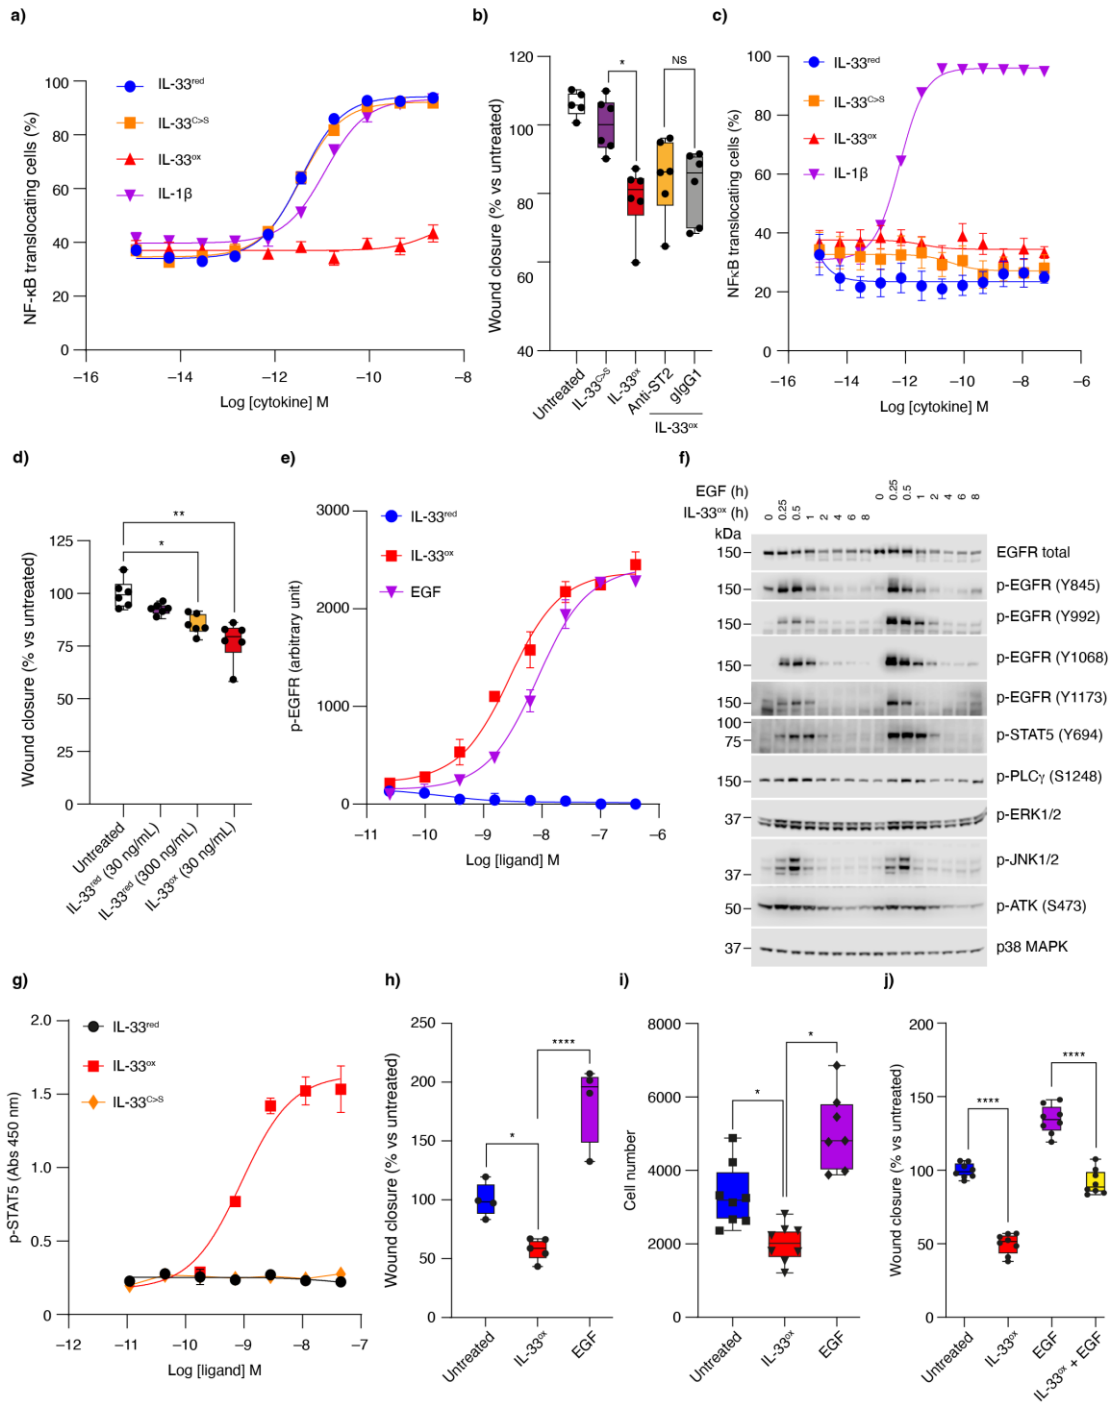 a)
b)
c)
NF-κB translocating cells (%)
100
80
60
40
20
0
IL-33red
IL-33C>S
IL-33ox
IL-1β
−16
−14
−12
−10
−8
Log [cytokine] M
Wound closure (% vs untreated)
120
100
80
60
40
*
NS
Untreated
IL-33C>S
IL-33ox
Anti-ST2
gIgG1
IL-33ox
NFκB translocating cells (%)
100
80
60
40
20
0
IL-33red
IL-33C>S
IL-33ox
IL-1β
−16
−14
−12
−10
−8
−6
Log [cytokine] M
d)
e)
f)
Wound closure (% vs untreated)
125
100
75
50
25
0
**
*
Untreated
IL-33red (30 ng/mL)
IL-33red (300 ng/mL)
IL-33ox (30 ng/mL)
p-EGFR (arbitrary unit)
3000
2000
1000
0
IL-33red
IL-33ox
EGF
−11
−10
−9
−8
−7
−6
Log [ligand] M
EGF (h) 0 0.25 0.5 1 2 4 6 8
IL-33ox (h) 0 0.25 0.5 1 2 4 6 8
kDa
150 EGFR total
150 p-EGFR (Y845)
150 p-EGFR (Y992)
150 p-EGFR (Y1068)
150 p-EGFR (Y1173)
100
75 p-STAT5 (Y694)
150 p-PLCγ (S1248)
37 p-ERK1/2
37 p-JNK1/2
50 p-ATK (S473)
37 p38 MAPK
g)
h)
i)
j)
p-STAT5 (Abs 450 nm)
2.0
1.5
1.0
0.5
0
IL-33red
IL-33ox
IL-33C>S
−12
−11
−10
−9
−8
−7
Log [ligand] M
Wound closure (% vs untreated)
250
200
150
100
50
0
****
*
Untreated
IL-33ox
EGF
Cell number
8000
6000
4000
2000
0
*
*
Untreated
IL-33ox
EGF
Wound closure (% vs untreated)
200
150
100
50
0
****
****
Untreated
IL-33ox
EGF
IL-33ox + EGF